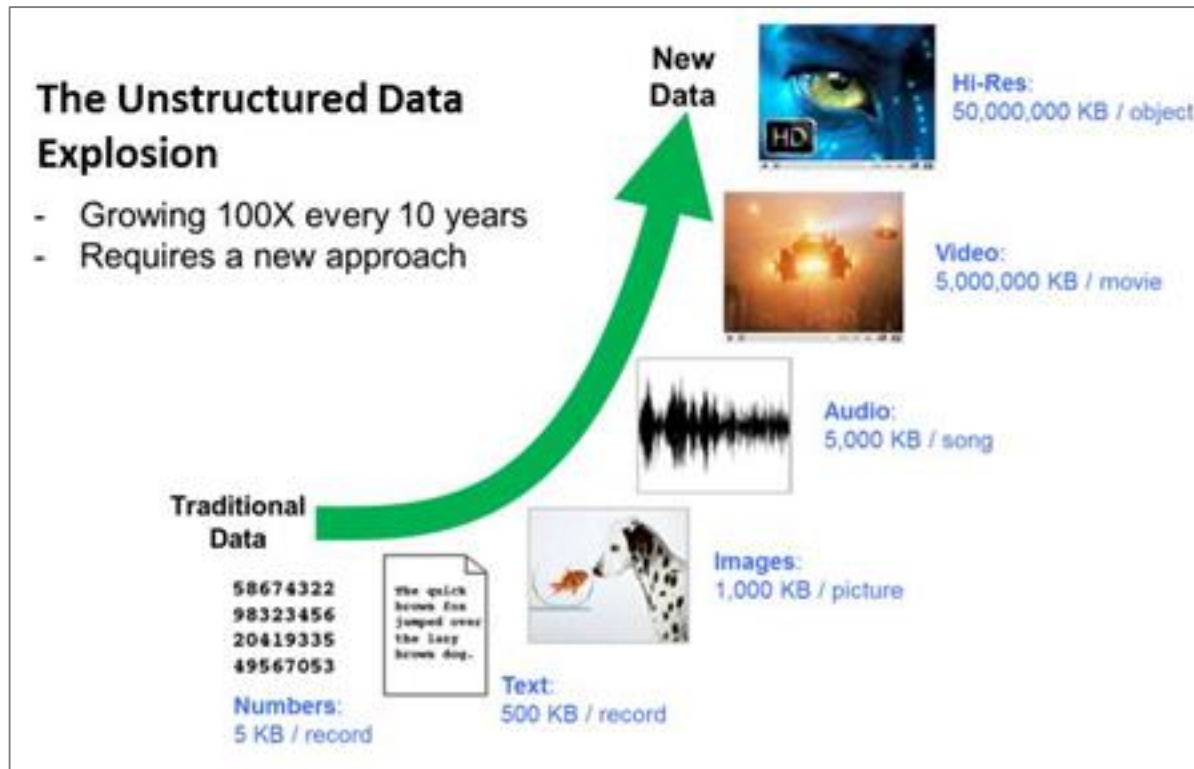 The Unstructured Data
Explosion
- Growing 100X every 10 years
- Requires a new approach
New
Data
HD
Hi-Res:
50,000,000 KB / object
Video:
5,000,000 KB / movie
Audio:
5,000 KB / song
Images:
1,000 KB / picture
Traditional
Data
58674322
98323456
20419335
49567053
Numbers:
5 KB / record
The quick
brown fox
jumped over
the lazy
brown dog.
Text:
500 KB / record